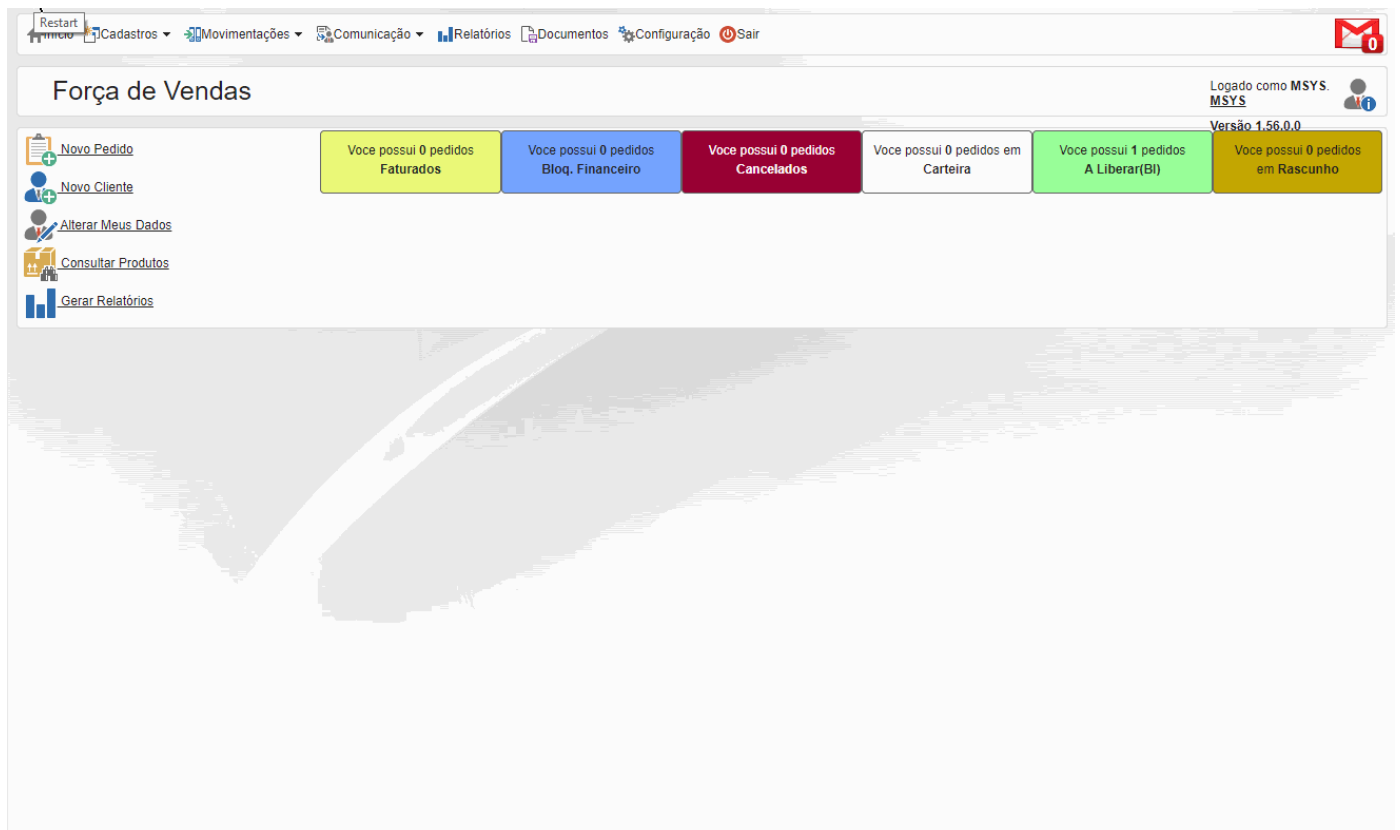 Restart
Início Cadastros Movimentações Comunicação Relatórios Documentos Configuração Sair
0
Força de Vendas
Logado como MSYS.
MSYS
Versão 1.56.0.0
Novo Pedido
Novo Cliente
Alterar Meus Dados
Consultar Produtos
Gerar Relatórios
Voce possui 0 pedidos
Faturados
Voce possui 0 pedidos
Bloq. Financeiro
Voce possui 0 pedidos
Cancelados
Voce possui 0 pedidos em
Carteira
Voce possui 1 pedidos
A Liberar(BI)
Voce possui 0 pedidos
em Rascunho